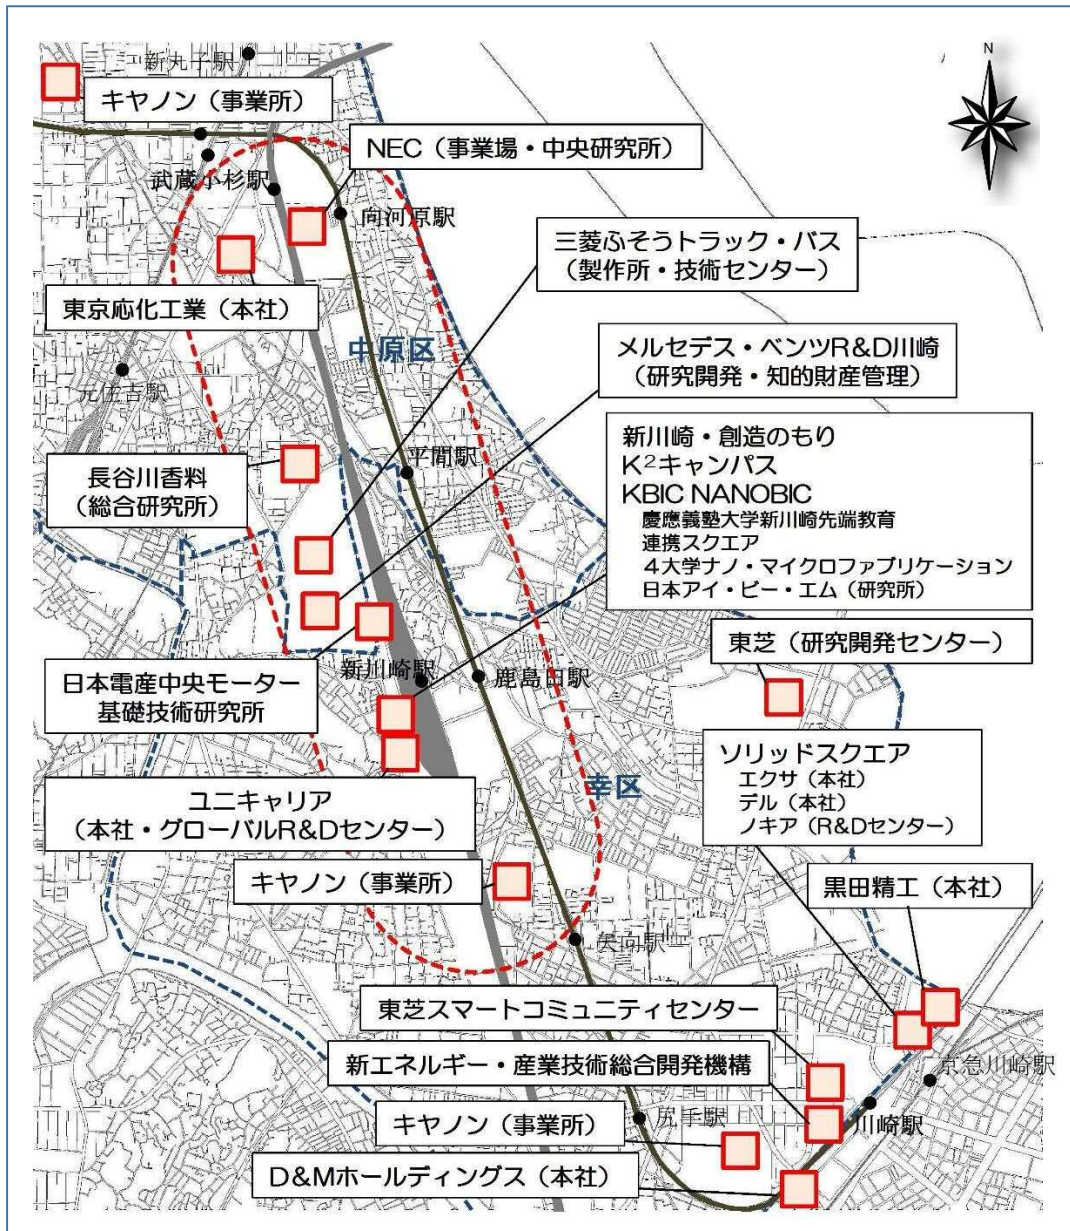 N
新丸子駅
キヤノン（事業所）
NEC（事業場・中央研究所）
武蔵小杉駅
向河原駅
三菱ふそうトラック・バス
（製作所・技術センター）
東京応化工業（本社）
中原区
メルセデス・ベンツR&D川崎
（研究開発・知的財産管理）
元住吉駅
新川崎・創造のもり
K²キャンパス
KBIC NANOBIC
慶應義塾大学新川崎先端教育
連携スクエア
4大学ナノ・マイクロファブリケーション
日本アイ・ビー・エム（研究所）
平間駅
長谷川香料
（総合研究所）
東芝（研究開発センター）
新川崎駅
鹿島田駅
日本電産中央モーター
基礎技術研究所
ソリッドスクエア
エクサ（本社）
デル（本社）
ノキア（R&Dセンター）
幸区
ユニキャリア
（本社・グローバルR&Dセンター）
キヤノン（事業所）
黒田精工（本社）
矢向駅
東芝スマートコミュニティセンター
新エネルギー・産業技術総合開発機構
京急川崎駅
川崎駅
尻手駅
キヤノン（事業所）
D&Mホールディングス（本社）